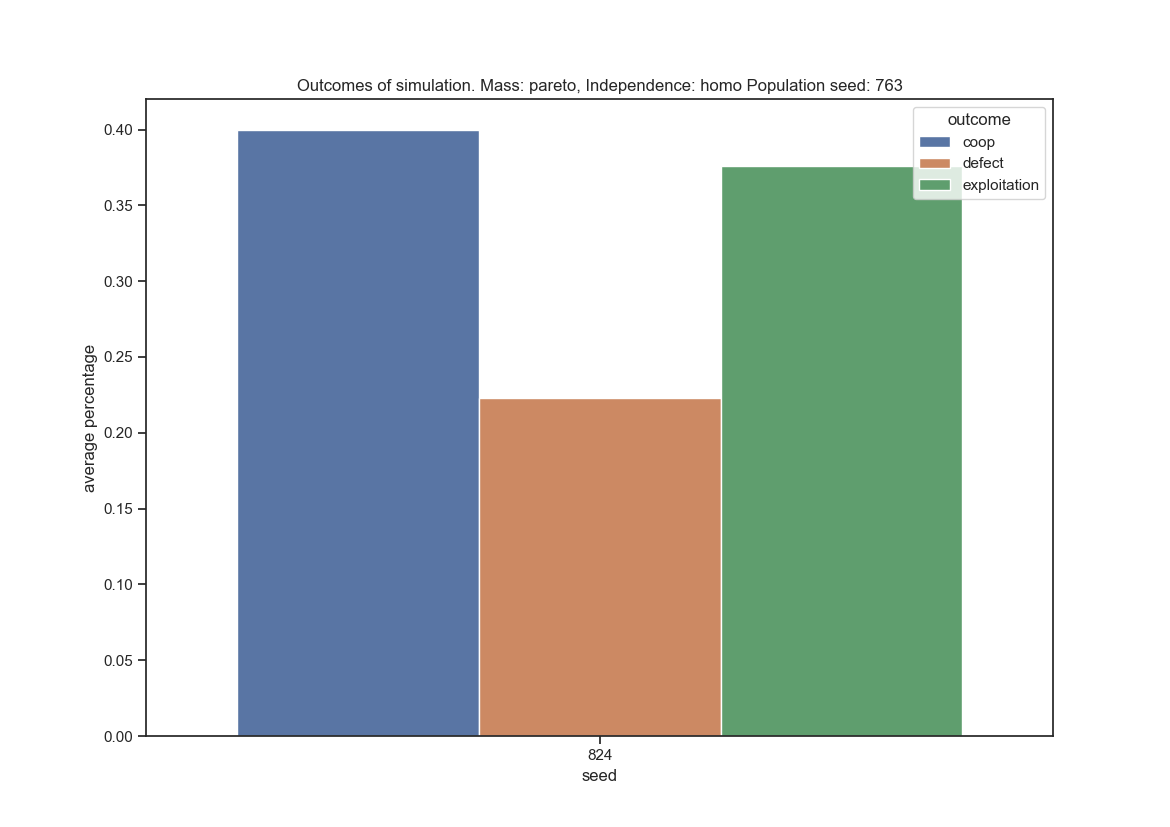 Outcomes of simulation. Mass: pareto, Independence: homo Population seed: 763
outcome
coop
defect
exploitation
0.40
0.35
0.30
0.25
0.20
0.15
0.10
0.05
0.00
average percentage
824
seed